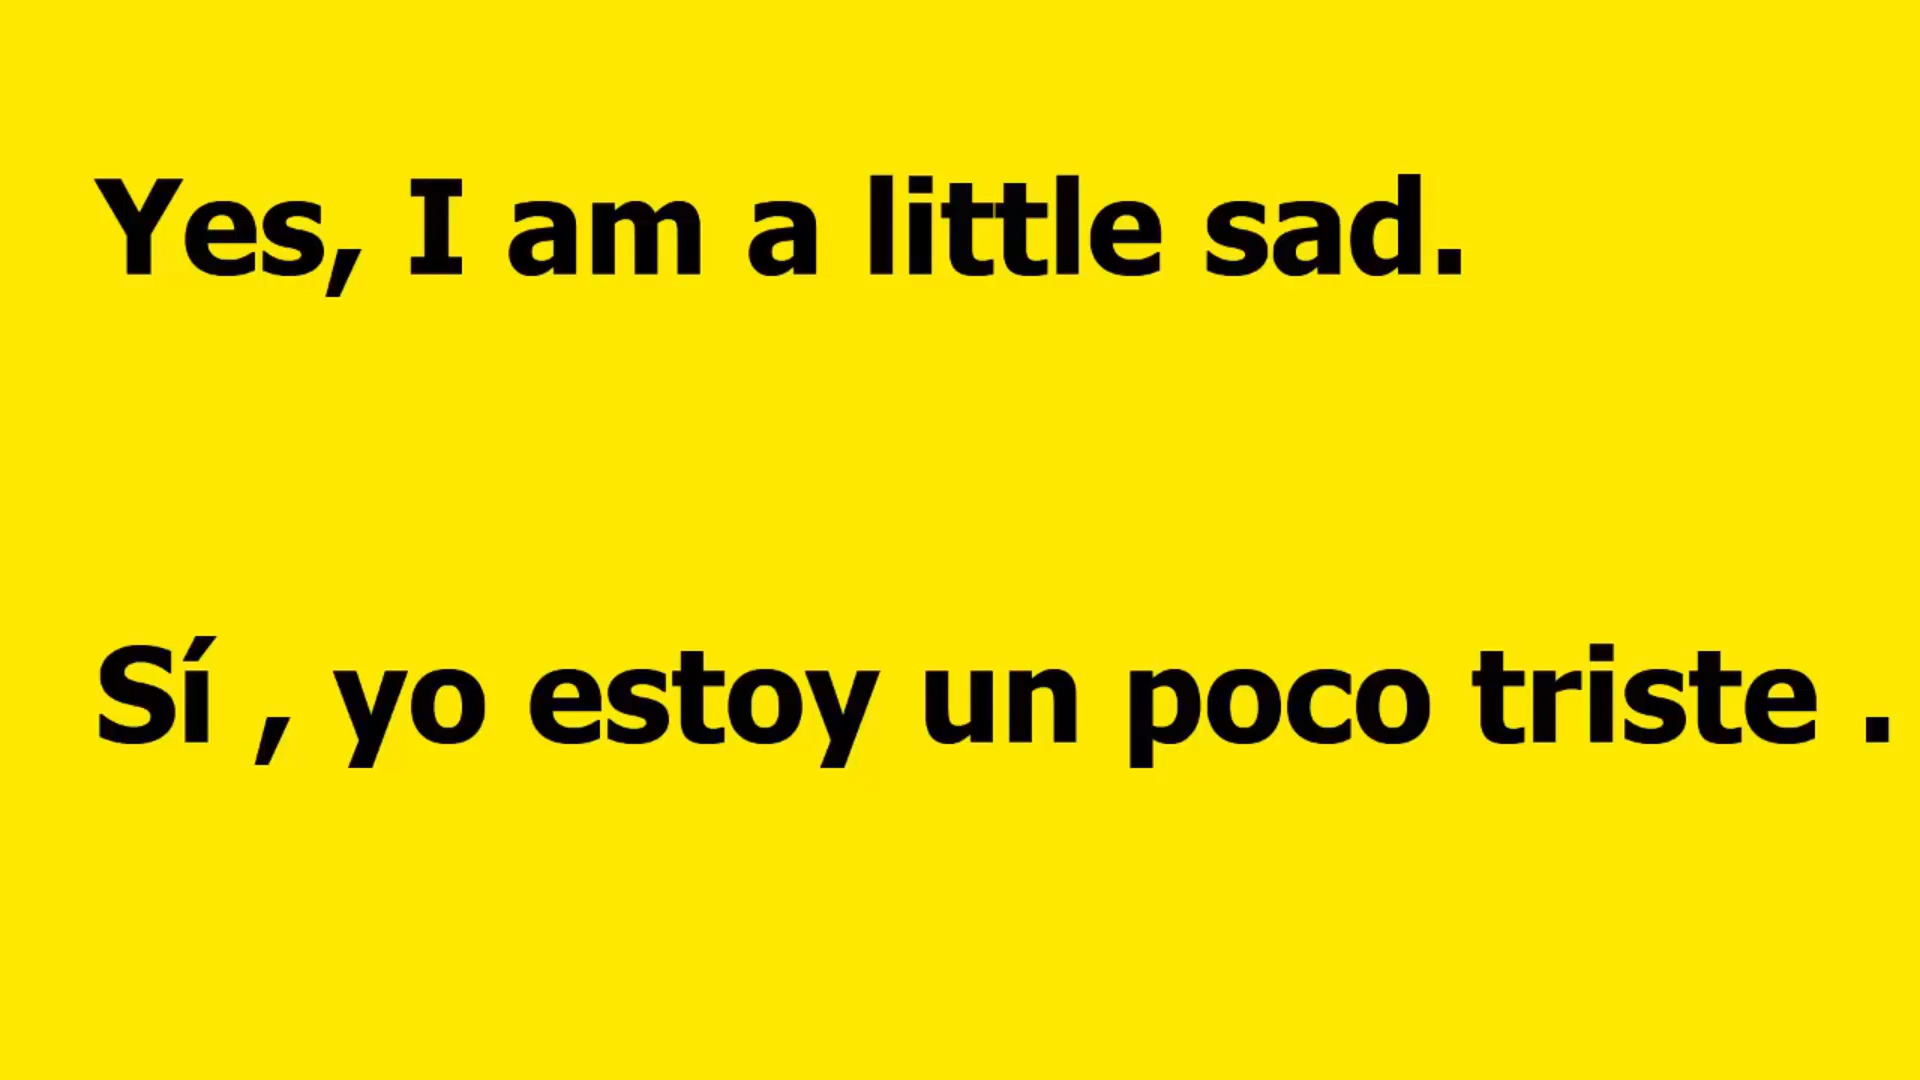 Yes, I am a little sad.
Sí , yo estoy un poco triste .